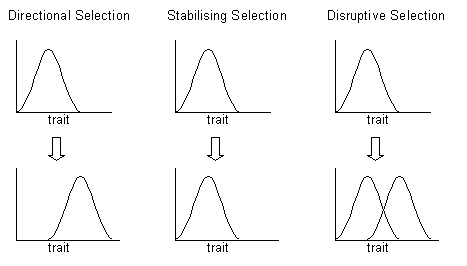 Directional Selection
Stabilising Selection
Disruptive Selection
trait
trait
trait
trait
trait
trait